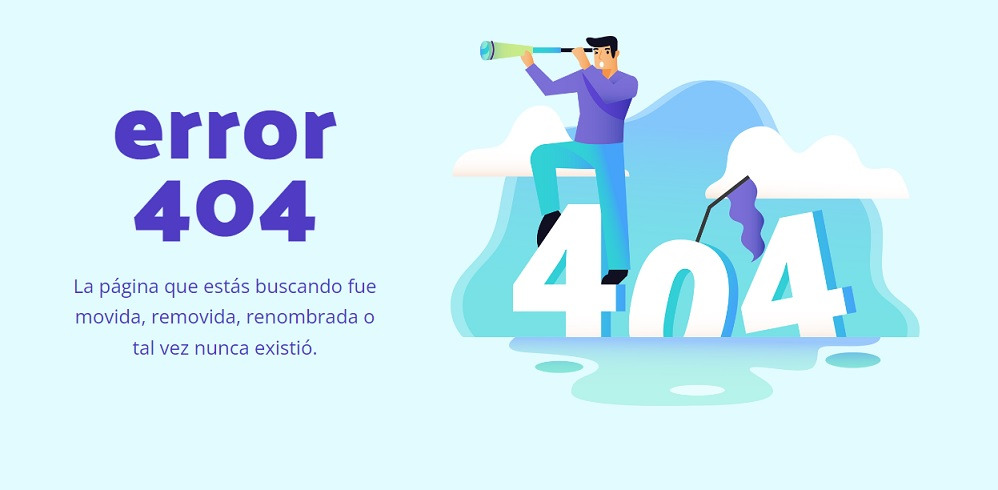 error
404
La página que estás buscando fue
movida, removida, renombrada o
tal vez nunca existió.
404